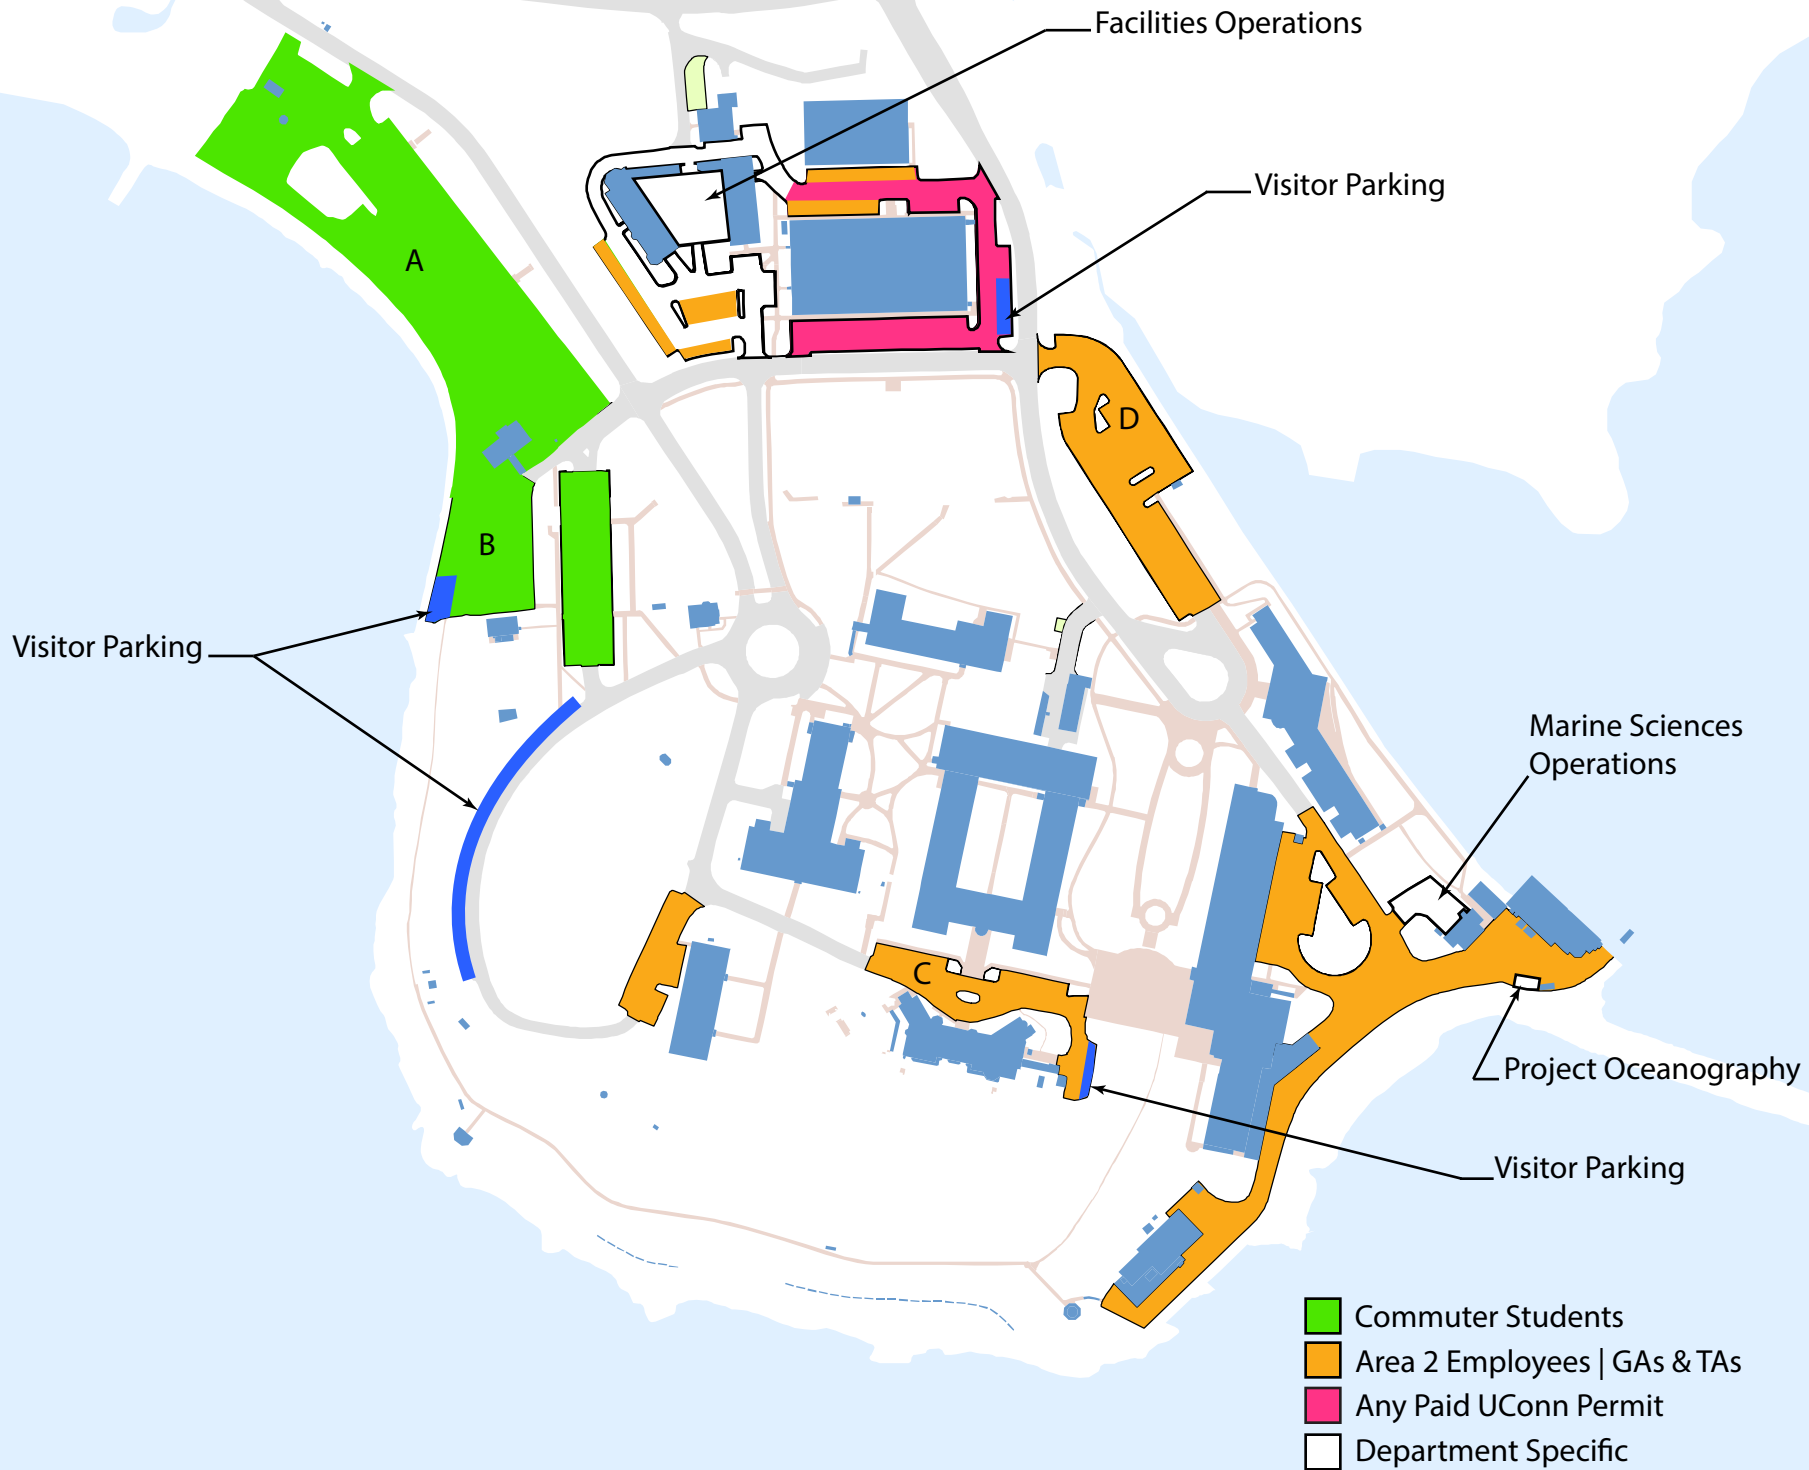 Facilities Operations
Visitor Parking
A
D
B
Visitor Parking
Marine Sciences
Operations
C
Project Oceanography
Visitor Parking
Commuter Students
Area 2 Employees | GAs & TAs
Any Paid UConn Permit
Department Specific